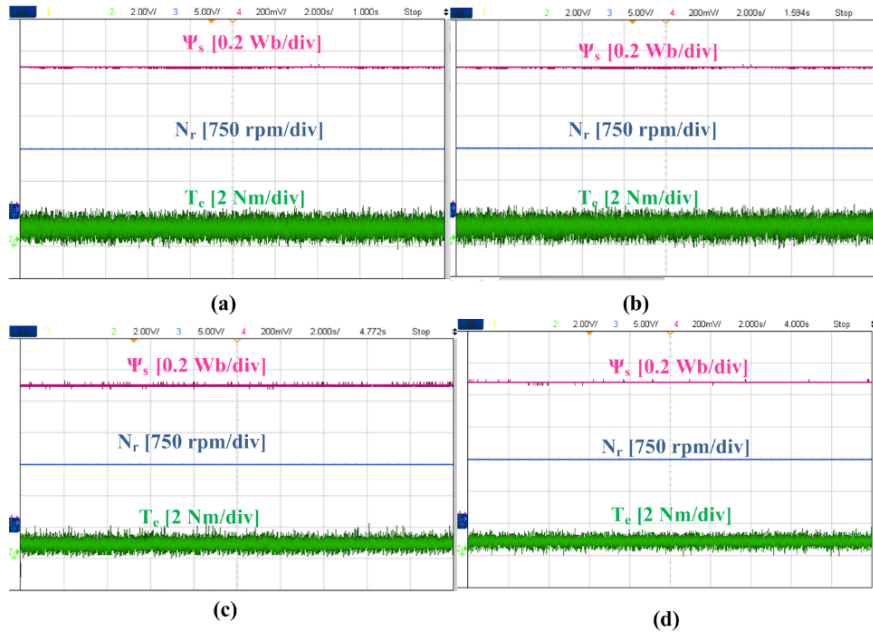 1 2 2.00V/ 3 5.00V/ 4 200mV/ 2.000s/ 1.000s Stop
Ψs [0.2 Wb/div]
Nr [750 rpm/div]
Te [2 Nm/div]
(a)
1 2 2.00V/ 3 5.00V/ 4 200mV/ 2.000s/ 1.594s Stop
Ψs [0.2 Wb/div]
Nr [750 rpm/div]
Te [2 Nm/div]
(b)
1 2 2.00V/ 3 5.00V/ 4 200mV/ 2.000s/ 4.772s Stop
Ψs [0.2 Wb/div]
Nr [750 rpm/div]
Te [2 Nm/div]
(c)
1 2 2.00V/ 3 5.00V/ 4 200mV/ 2.000s/ 4.000s Stop
Ψs [0.2 Wb/div]
Nr [750 rpm/div]
Te [2 Nm/div]
(d)